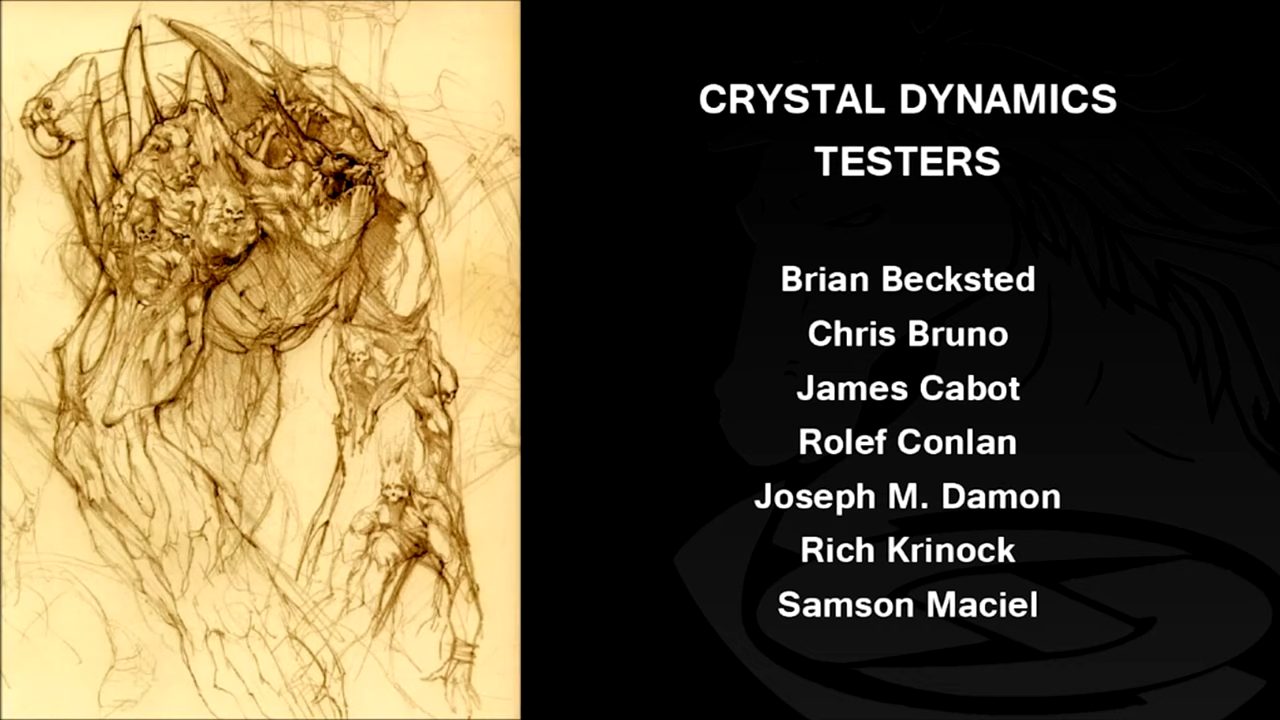 CRYSTAL DYNAMICS
TESTERS
Brian Becksted
Chris Bruno
James Cabot
Rolef Conlan
Joseph M. Damon
Rich Krinock
Samson Maciel